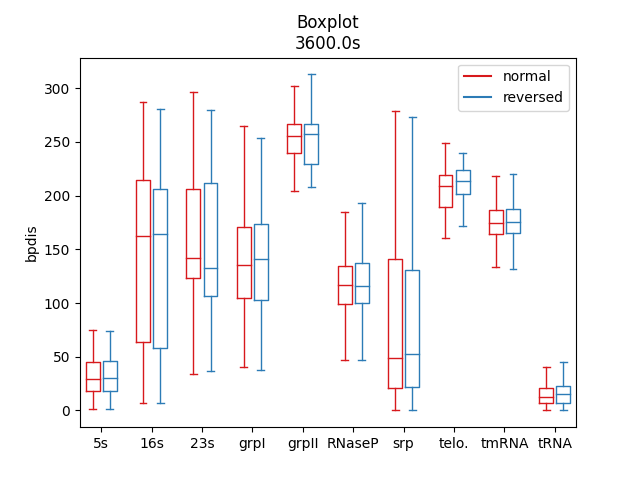 Boxplot
3600.0s
normal
reversed
bpdis
300
250
200
150
100
50
0
5s 16s 23s grpI grpII RNaseP srp telo. tmRNA tRNA